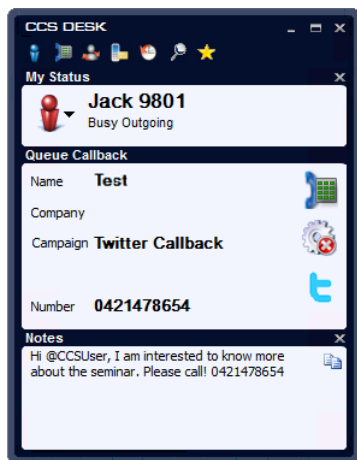 CCS DESK
My Status
Jack 9801
Busy Outgoing
Queue Callback
Name Test
Company
Campaign Twitter Callback
Number 0421478654
Notes
Hi @CCSUser, I am interested to know more
about the seminar. Please call! 0421478654